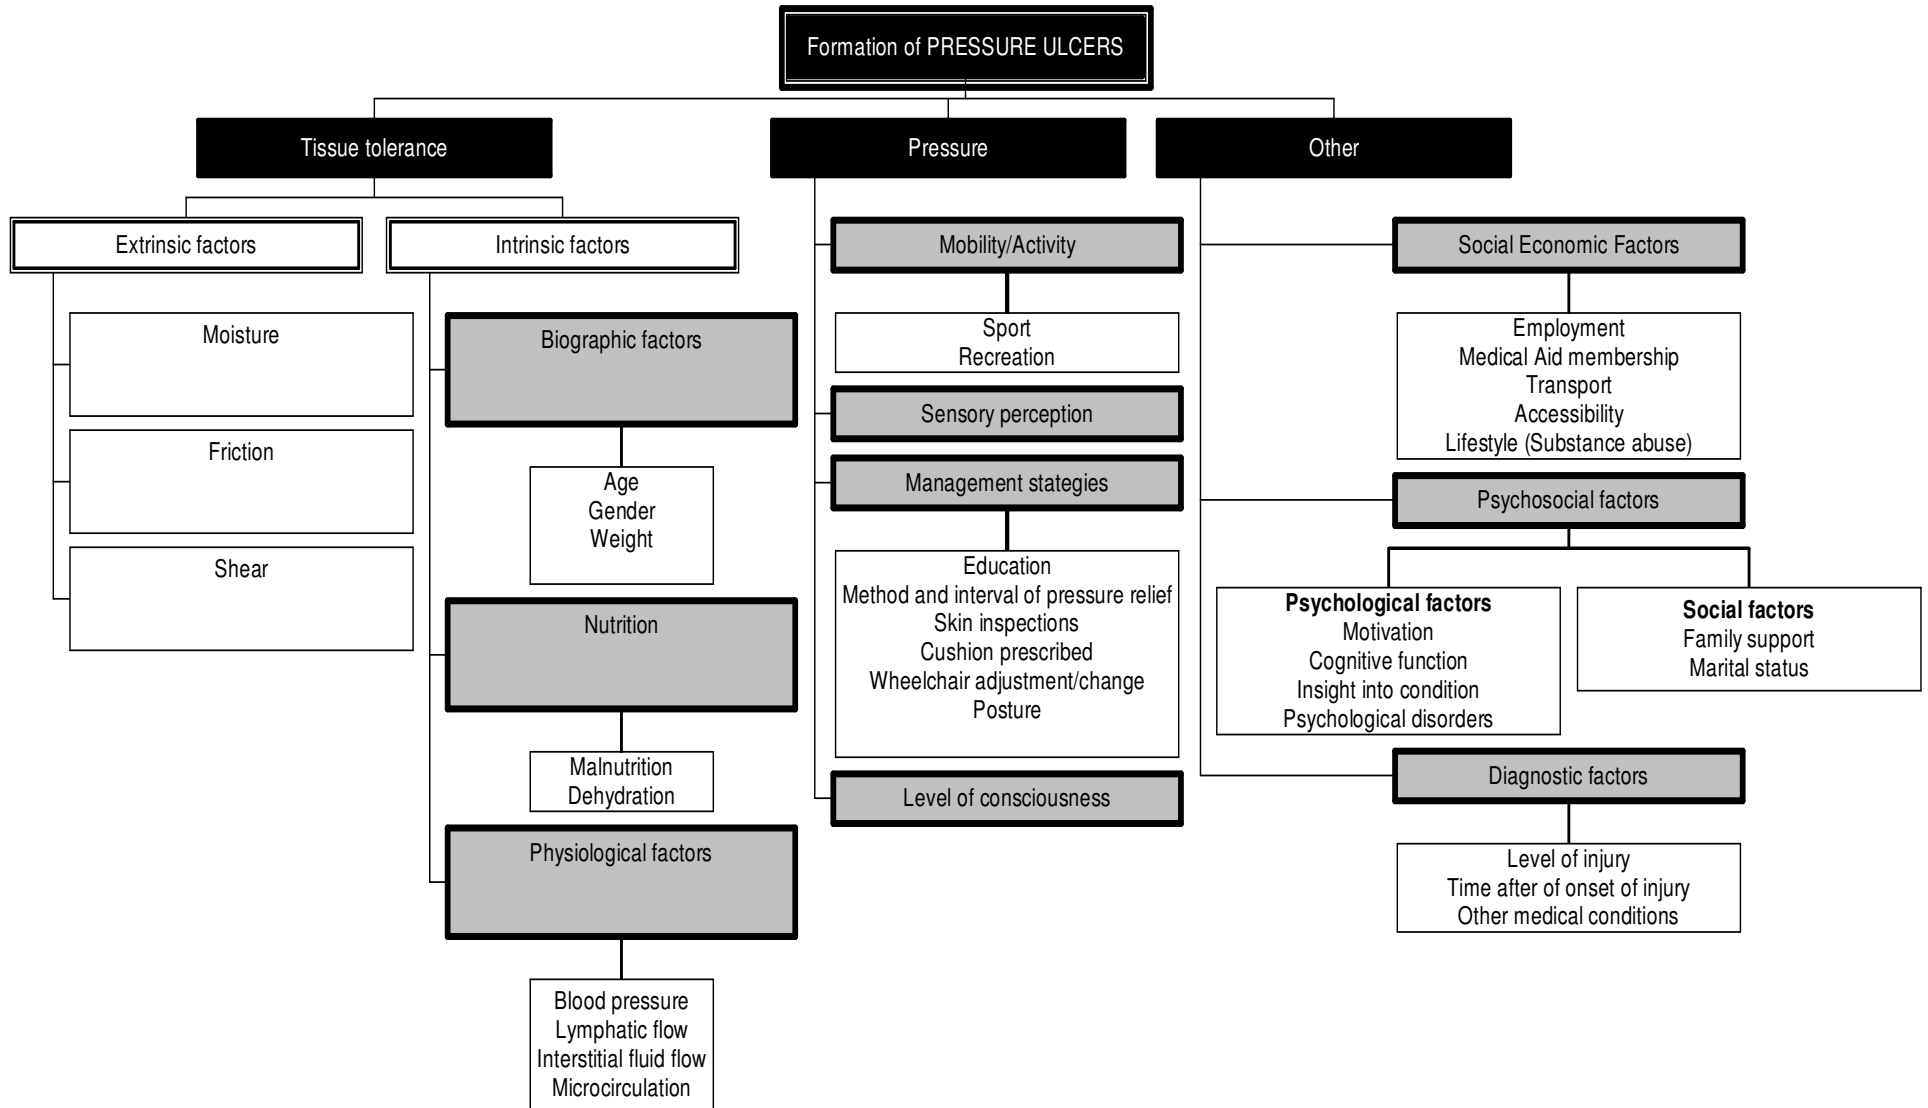 Formation of PRESSURE ULCERS
Tissue tolerance
Pressure
Other
Extrinsic factors
Intrinsic factors
Moisture
Friction
Shear
Biographic factors
Age
Gender
Weight
Nutrition
Malnutrition
Dehydration
Physiological factors
Blood pressure
Lymphatic flow
Interstitial fluid flow
Microcirculation
Mobility/Activity
Sport
Recreation
Sensory perception
Management stategies
Education
Method and interval of pressure relief
Skin inspections
Cushion prescribed
Wheelchair adjustment/change
Posture
Level of consciousness
Social Economic Factors
Employment
Medical Aid membership
Transport
Accessibility
Lifestyle (Substance abuse)
Psychosocial factors
Psychological factors
Motivation
Cognitive function
Insight into condition
Psychological disorders
Social factors
Family support
Marital status
Diagnostic factors
Level of injury
Time after of onset of injury
Other medical conditions